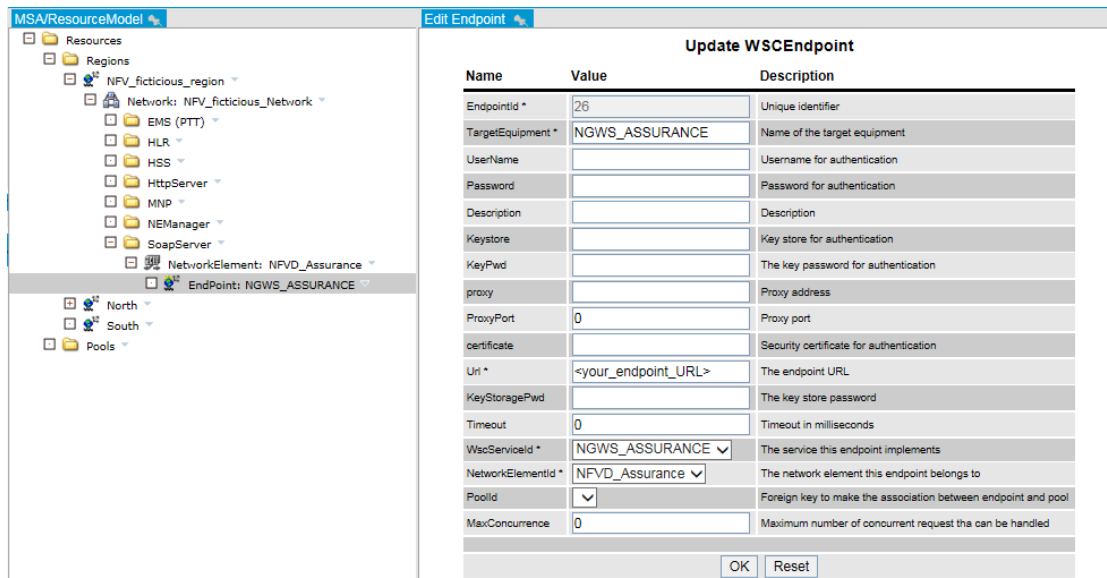 MSA/ResourceModel
Resources
Regions
NFV_ficticious_region
Network: NFV_ficticious_Network
EMS (PTT)
HLR
HSS
HttpServer
MNP
NEManager
SoapServer
NetworkElement: NFVD_Assurance
EndPoint: NGWS_ASSURANCE
North
South
Pools
Edit Endpoint
Update WSCEndpoint
Name Value Description
EndpointId * 26 Unique identifier
TargetEquipment * NGWS_ASSURANCE Name of the target equipment
UserName Username for authentication
Password Password for authentication
Description Description
Keystore Key store for authentication
KeyPwd The key password for authentication
proxy Proxy address
ProxyPort 0 Proxy port
certificate Security certificate for authentication
Url * <your_endpoint_URL> The endpoint URL
KeyStoragePwd The key store password
Timeout 0 Timeout in milliseconds
WscServiceId * NGWS_ASSURANCE The service this endpoint implements
NetworkElementId * NFVD_Assurance The network element this endpoint belongs to
PoolId Foreign key to make the association between endpoint and pool
MaxConcurrence 0 Maximum number of concurrent request tha can be handled
OK Reset